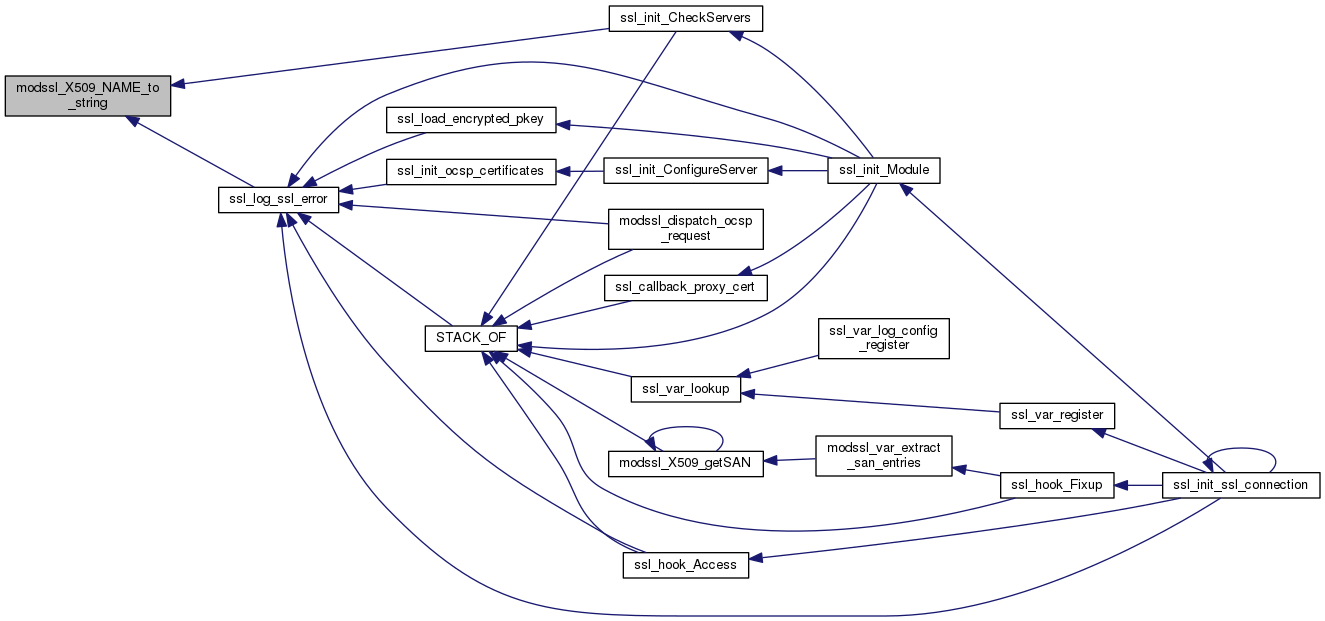 ssl_init_CheckServers
modssl_X509_NAME_to
_string
ssl_load_encrypted_pkey
ssl_init_ocsp_certificates
ssl_init_ConfigureServer
ssl_init_Module
ssl_log_ssl_error
modssl_dispatch_ocsp
_request
ssl_callback_proxy_cert
STACK_OF
ssl_var_log_config
_register
ssl_var_lookup
ssl_var_register
modssl_X509_getSAN
modssl_var_extract
_san_entries
ssl_hook_Fixup
ssl_init_ssl_connection
ssl_hook_Access